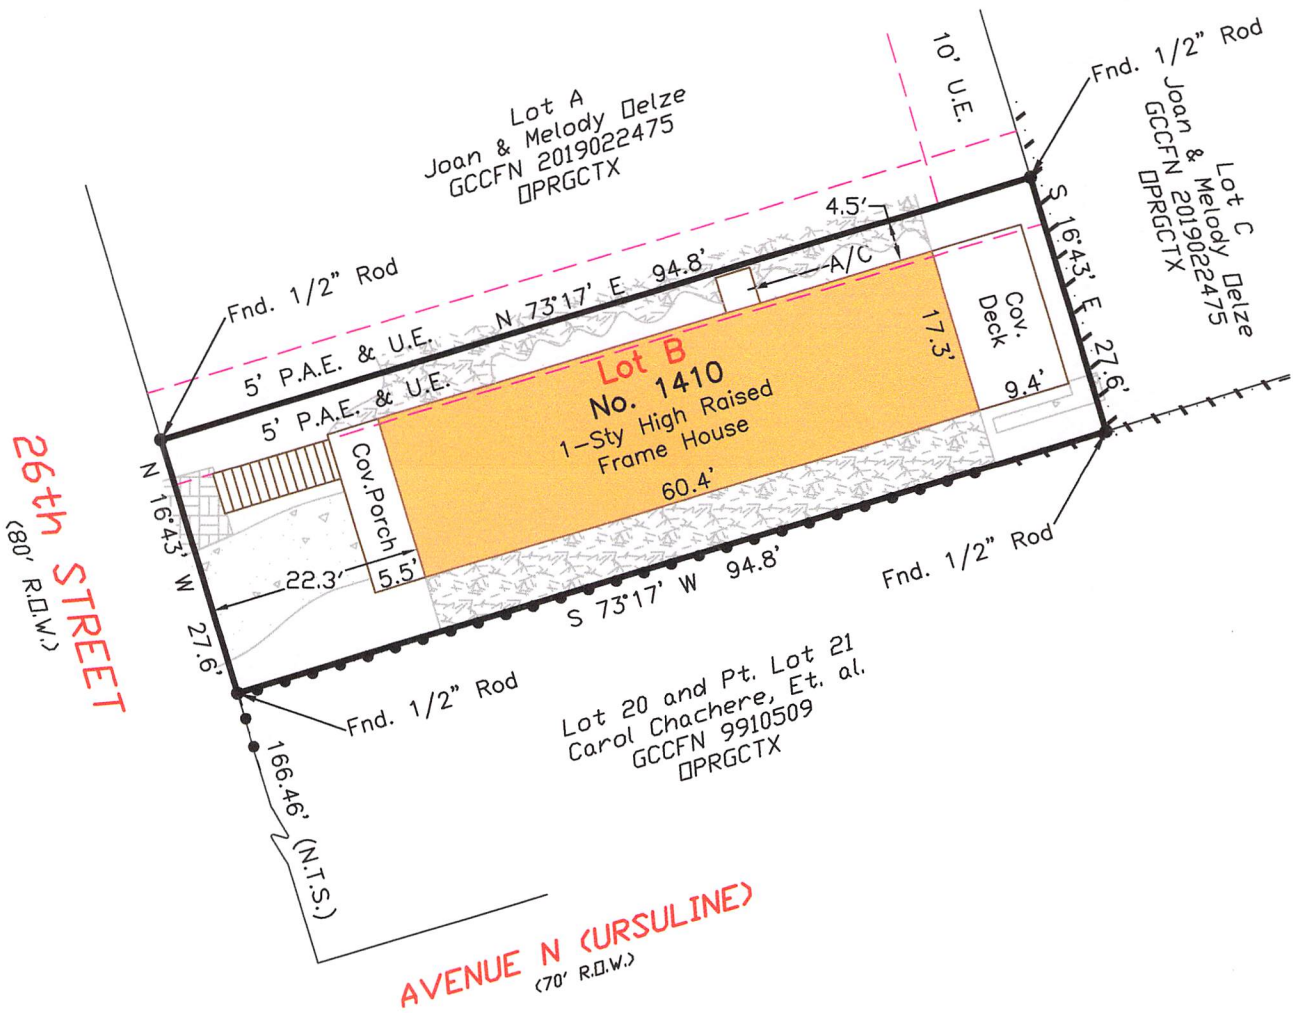 10' U.E.
Fnd. 1/2" Rod
Lot A
Joan & Melody Oelze
GCCFN 2019022475
OPRGCTX
Lot C
Joan & Melody Oelze
GCCFN 2019022475
OPRGCTX
Fnd. 1/2" Rod
4.5'
A/C
N 73°17' E 94.8'
5' P.A.E. & U.E.
5' P.A.E. & U.E.
S 16°43' E 27.6'
Cov.
Deck
9.4'
17.3'
Lot B
No. 1410
1-Sty High Raised
Frame House
60.4'
Cov.Porch
5.5'
22.3'
N 16°43' W 27.6'
26th STREET
(80' R.O.W.)
S 73°17' W 94.8'
Fnd. 1/2" Rod
Fnd. 1/2" Rod
Lot 20 and Pt. Lot 21
Carol Chachere, Et. al.
GCCFN 9910509
OPRGCTX
166.46' (N.T.S.)
AVENUE N (URSULINE)
(70' R.O.W.)